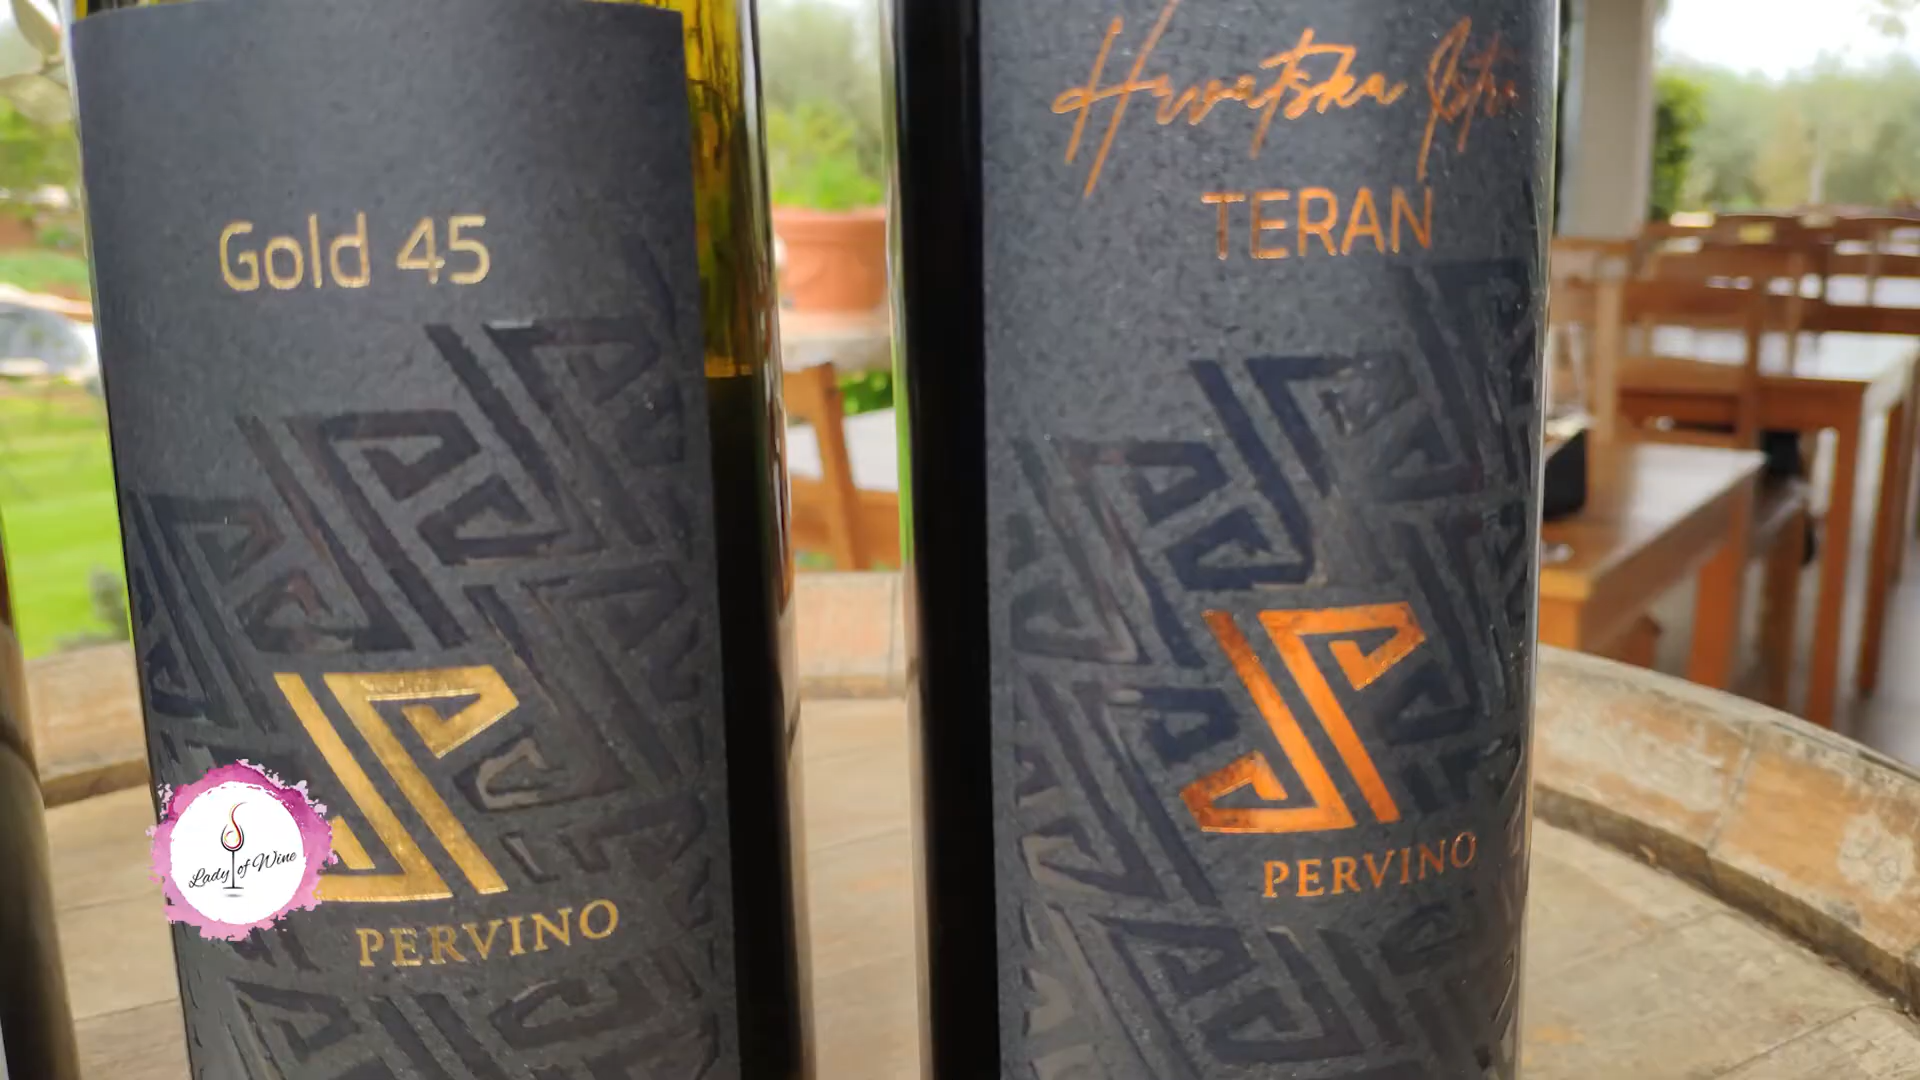 Gold 45
PERVINO
Hrvatska Istra
TERAN
PERVINO
Lady of Wine